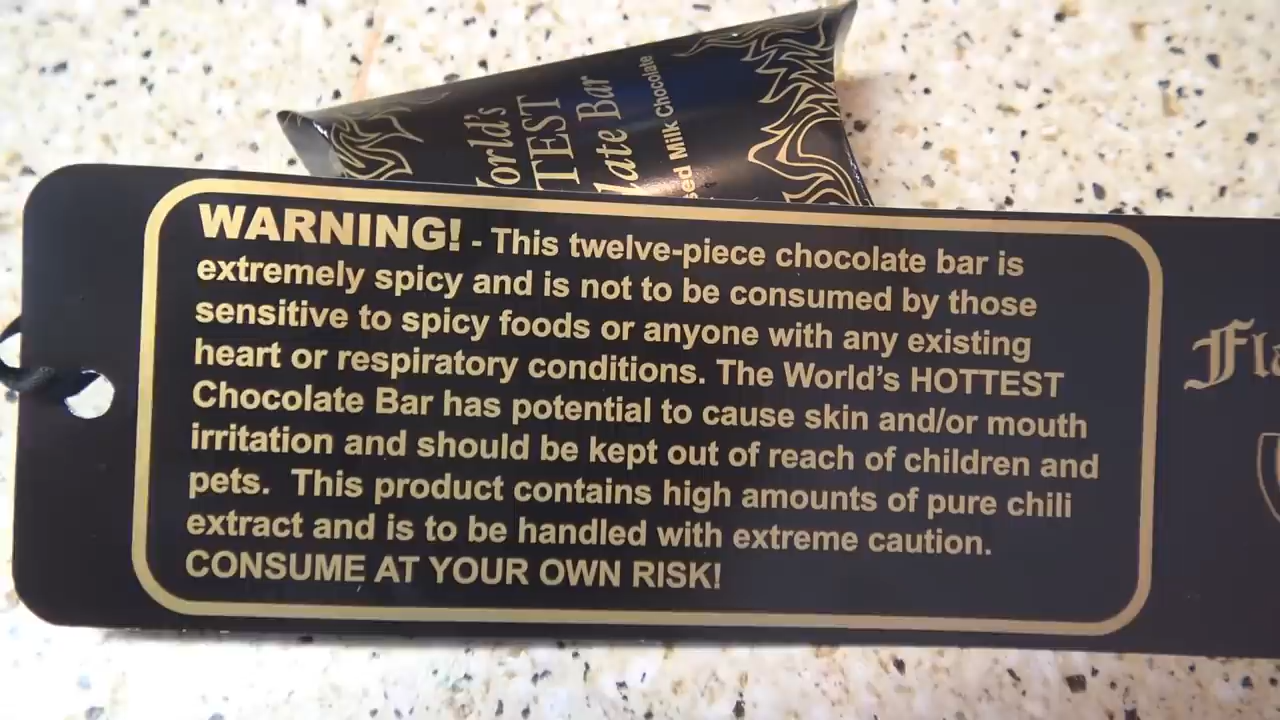 TEST
Bar
Milk Chocolate
WARNING! - This twelve-piece chocolate bar is
extremely spicy and is not to be consumed by those
sensitive to spicy foods or anyone with any existing
heart or respiratory conditions. The World's HOTTEST
Chocolate Bar has potential to cause skin and/or mouth
irritation and should be kept out of reach of children and
pets. This product contains high amounts of pure chili
extract and is to be handled with extreme caution.
CONSUME AT YOUR OWN RISK!